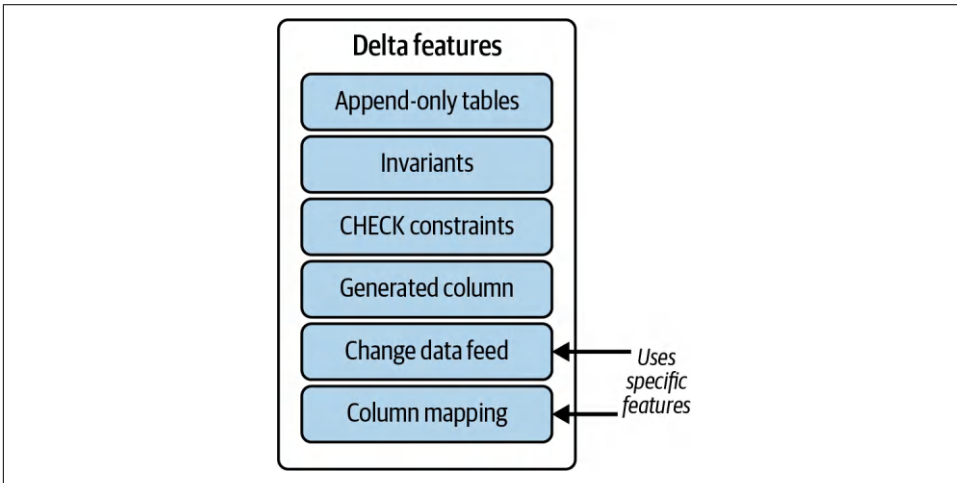 Delta features
Append-only tables
Invariants
CHECK constraints
Generated column
Change data feed
Column mapping
Uses
specific
features